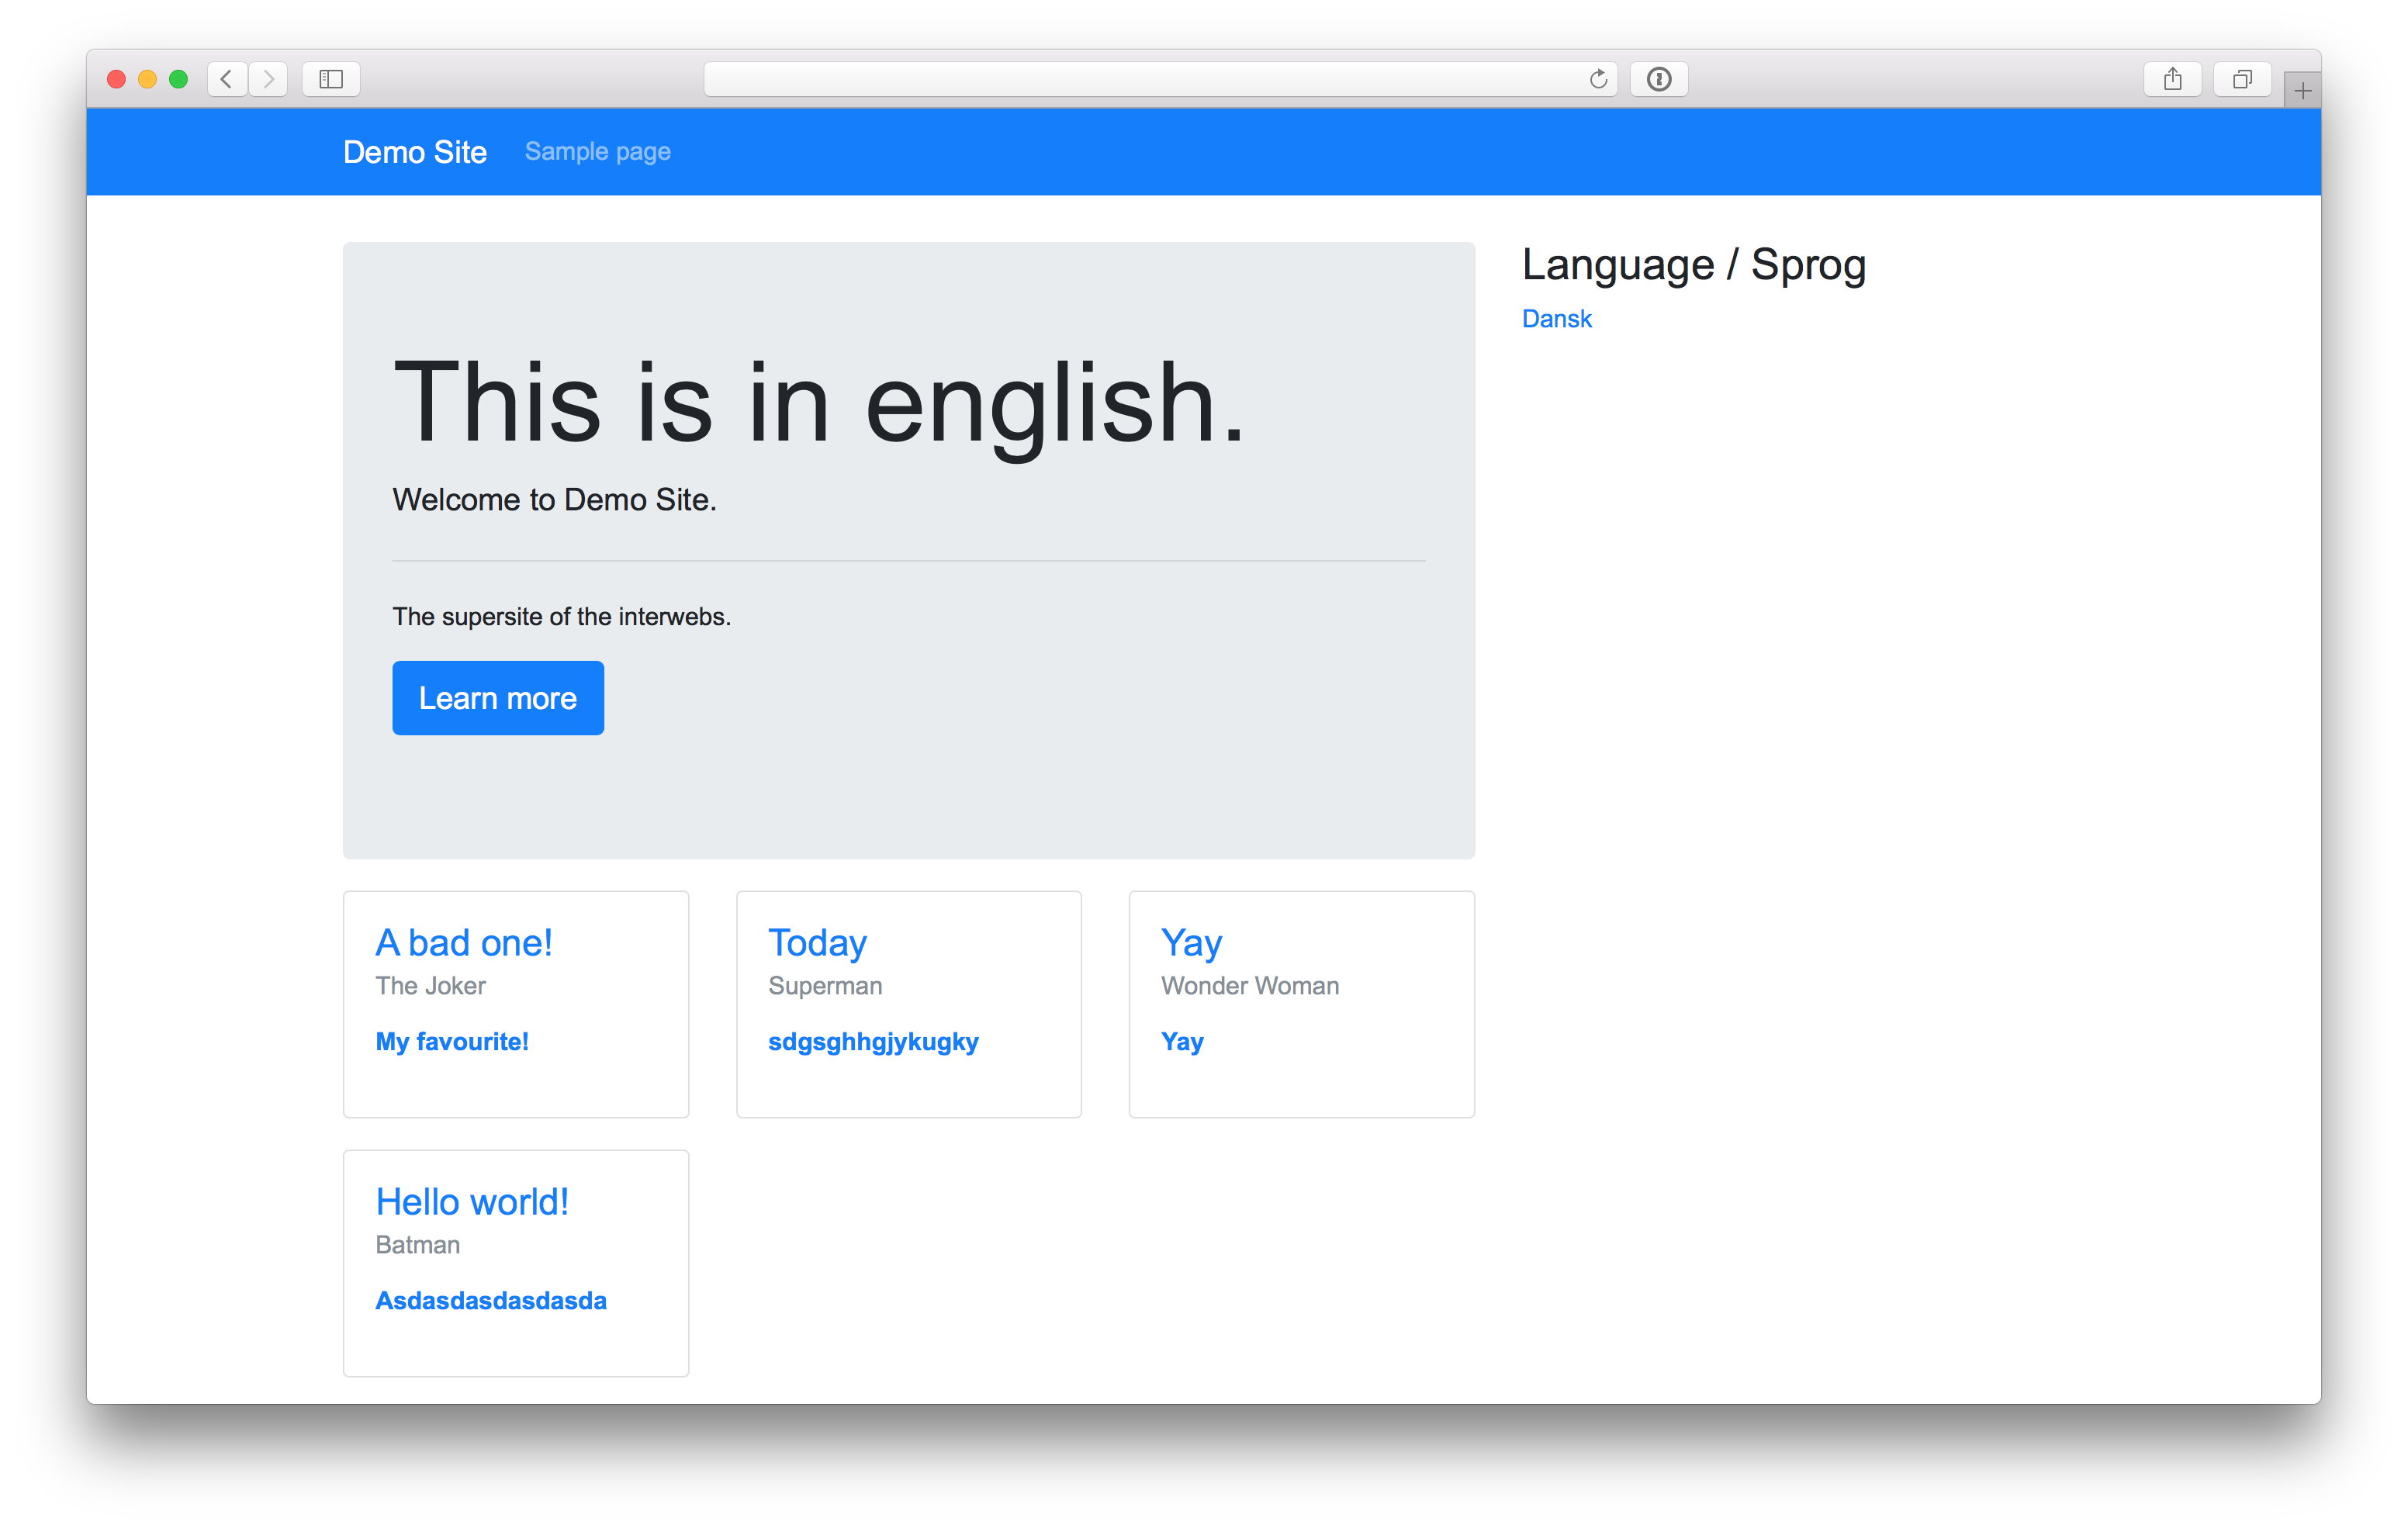 Demo Site Sample page
This is in english.
Welcome to Demo Site.
The supersite of the interwebs.
Learn more
Language / Sprog
Dansk
A bad one!
The Joker
My favourite!
Today
Superman
sdgsghhgjykugky
Yay
Wonder Woman
Yay
Hello world!
Batman
Asdasdasdasdasda